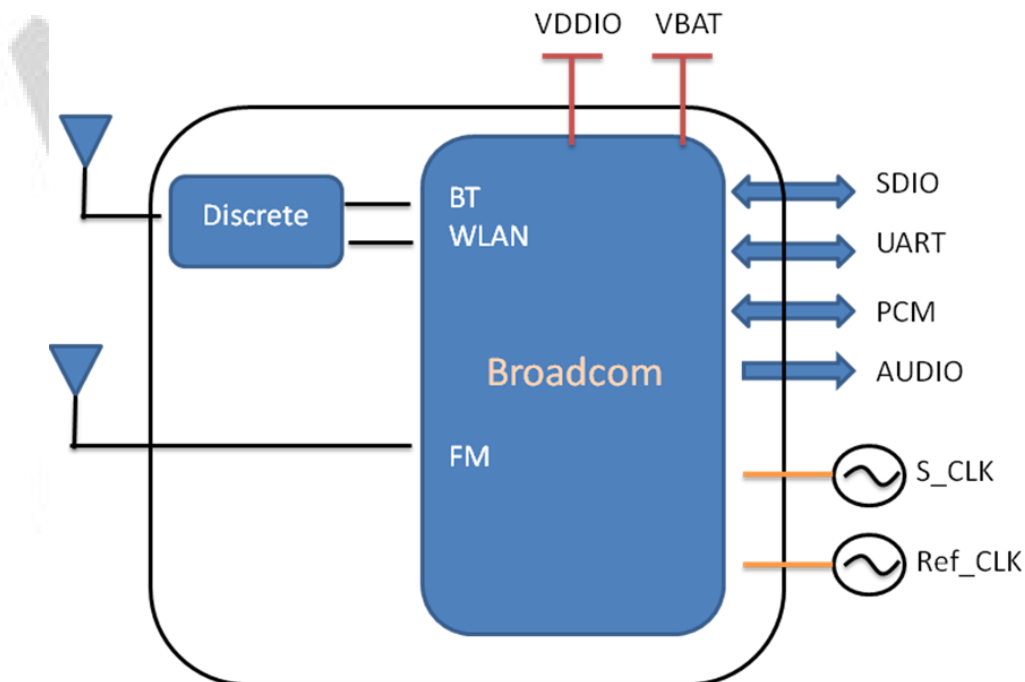 VDDIO
VBAT
Discrete
BT
WLAN
SDIO
UART
PCM
Broadcom
AUDIO
FM
S_CLK
Ref_CLK